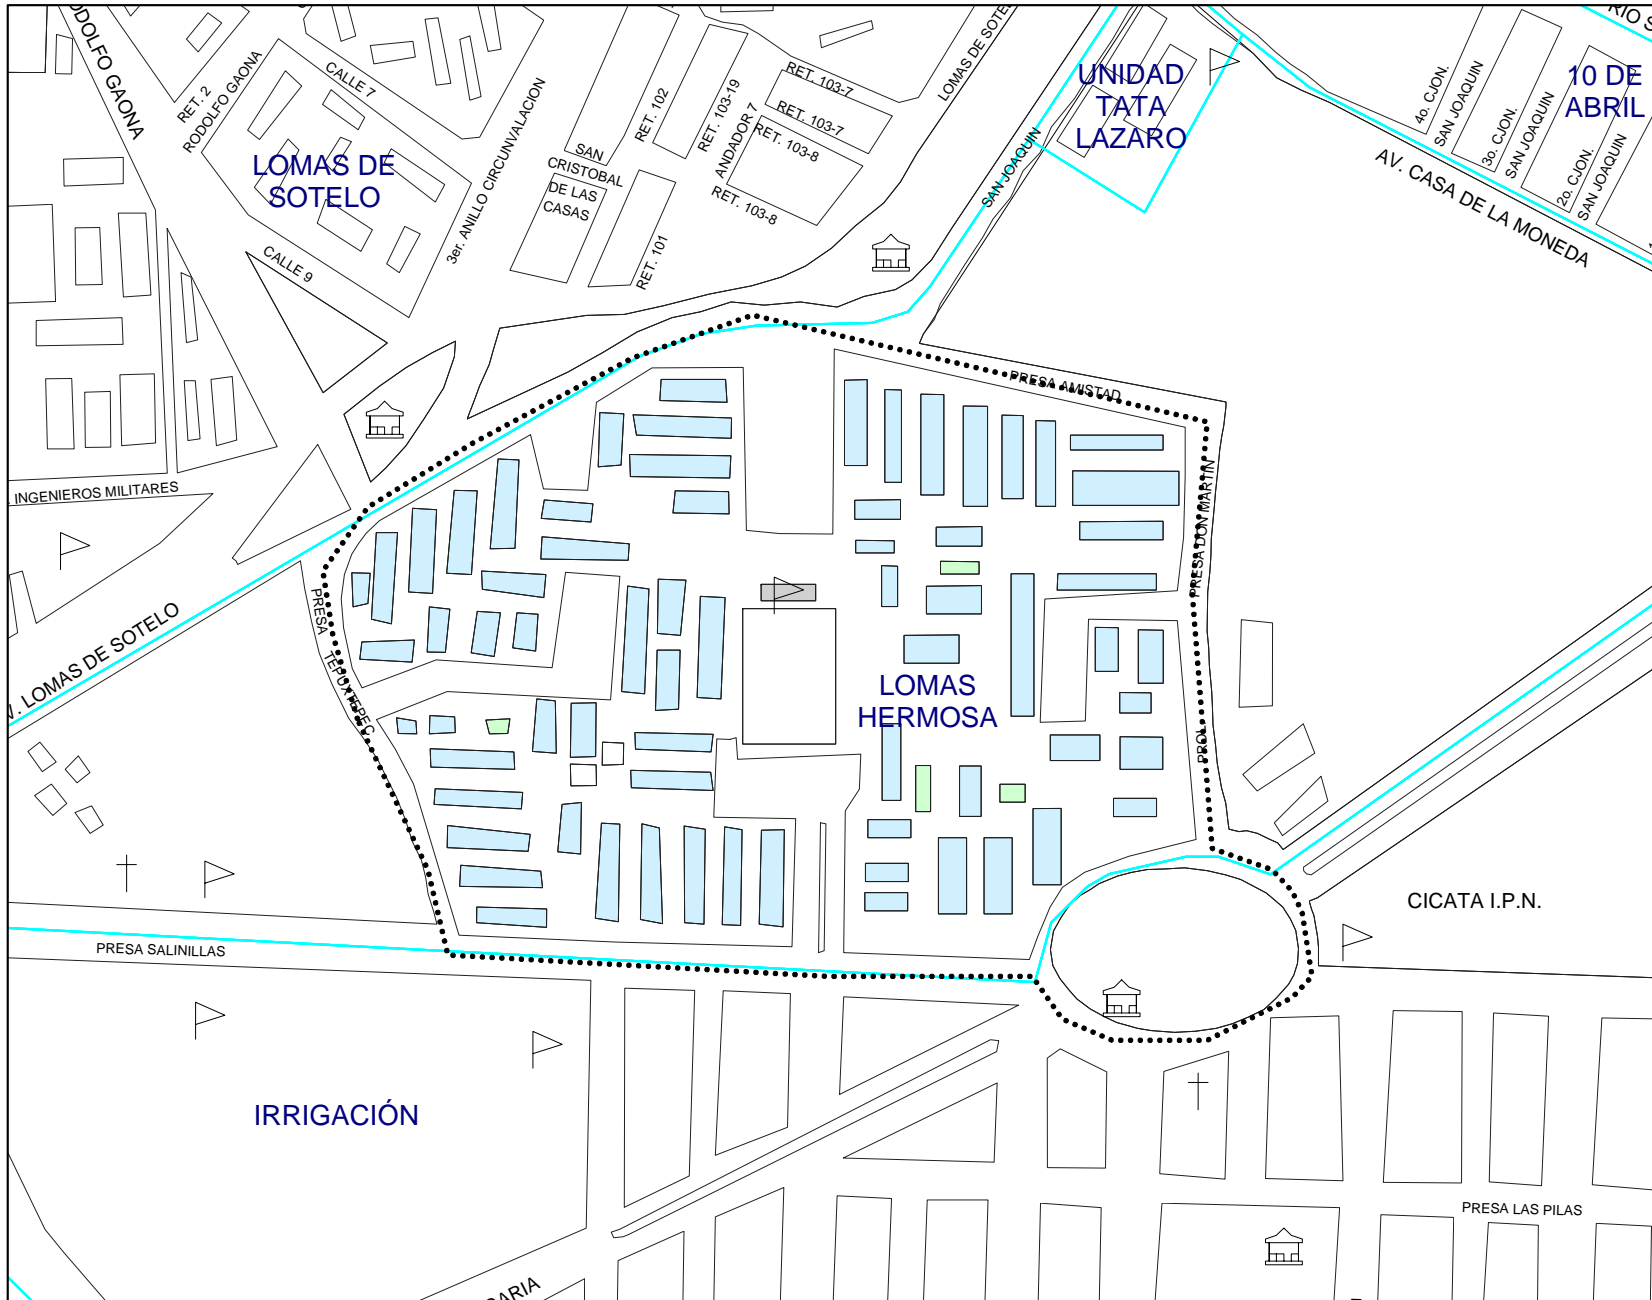 RODOLFO GAONA
RET. 2
RODOLFO GAONA
CALLE 7
LOMAS DE
SOTELO
CALLE 9
3er. ANILLO CIRCUNVALACION
SAN
CRISTOBAL
DE LAS
CASAS
RET. 102
RET. 103-19
RET. 101
ANDADOR 7
RET. 103-7
RET. 103-7
RET. 103-8
RET. 103-8
LOMAS DE SOTEL
SAN JOAQUIN
UNIDAD
TATA
LAZARO
RIO S
10 DE
ABRIL
4o. CJON.
SAN JOAQUIN
3o. CJON.
SAN JOAQUIN
2o. CJON.
SAN JOAQUIN
AV. CASA DE LA MONEDA
INGENIEROS MILITARES
V. LOMAS DE SOTELO
PRESA AMISTAD
PRESA DON MARTIN
PROL.
PRESA
TEPUXTEPEC
LOMAS
HERMOSA
PRESA SALINILLAS
CICATA I.P.N.
IRRIGACIÓN
PRESA LAS PILAS
ARIA